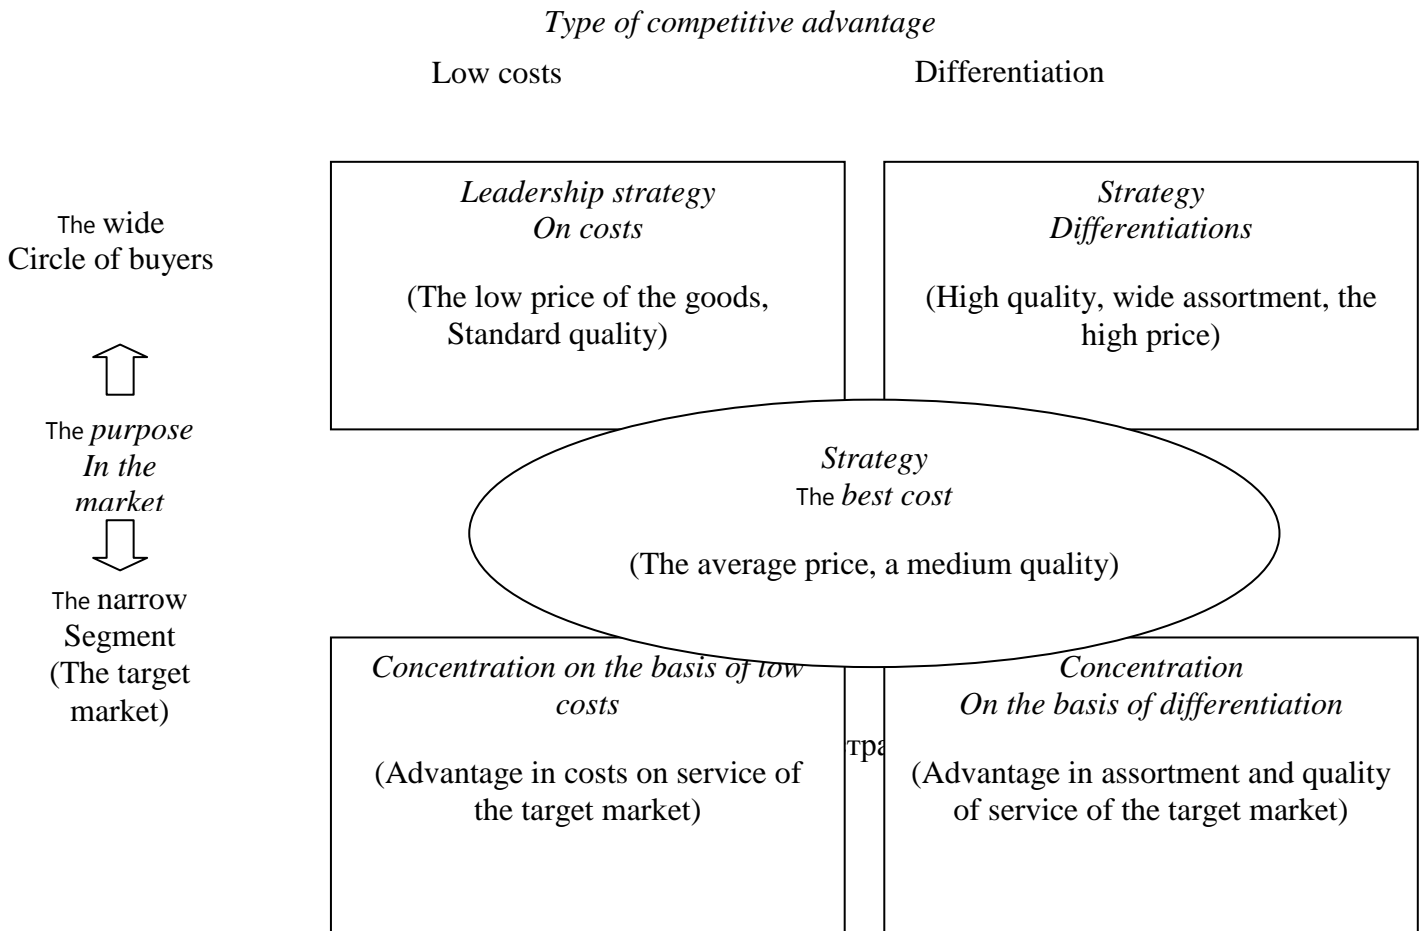 Type of competitive advantage
Low costs
Differentiation
The wide
Circle of buyers
Leadership strategy
On costs
(The low price of the goods,
Standard quality)
Strategy
Differentiations
(High quality, wide assortment, the
high price)
The purpose
In the
market
Strategy
The best cost
(The average price, a medium quality)
The narrow
Segment
(The target
market)
Concentration on the basis of low
costs
(Advantage in costs on service of
the target market)
тра
Concentration
On the basis of differentiation
(Advantage in assortment and quality
of service of the target market)